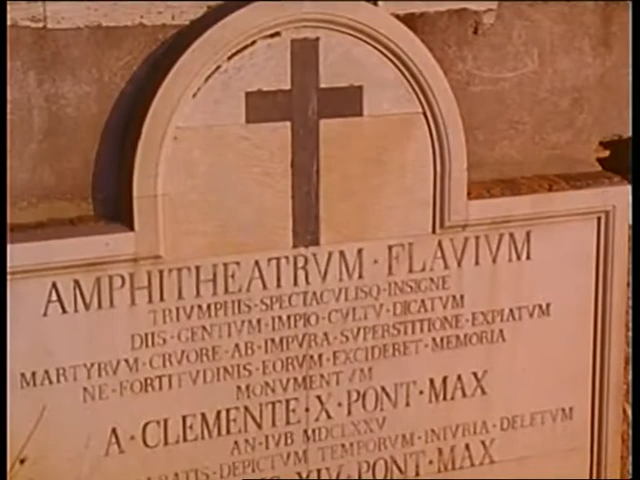 AMPHITHEATRVM · FLAVIVM
TRIVMPHIS · SPECTACVLISQ · INSIGNE
DIIS · GENTIVM · IMPIO · CVLTV · DICATVM
MARTYRVM · CRVORE · AB · IMPVRA · SVPERSTITIONE · EXPIATVM
NE · FORTITVDINIS · EORVM · EXCIDERET · MEMORIA
MONVMENTVM
A · CLEMENTE · X · PONT · MAX
AN · IVB · MDCLXXV
DEPICTVM · TEMPORVM · INIVRIA · DELETVM
XIV · PONT · MAX